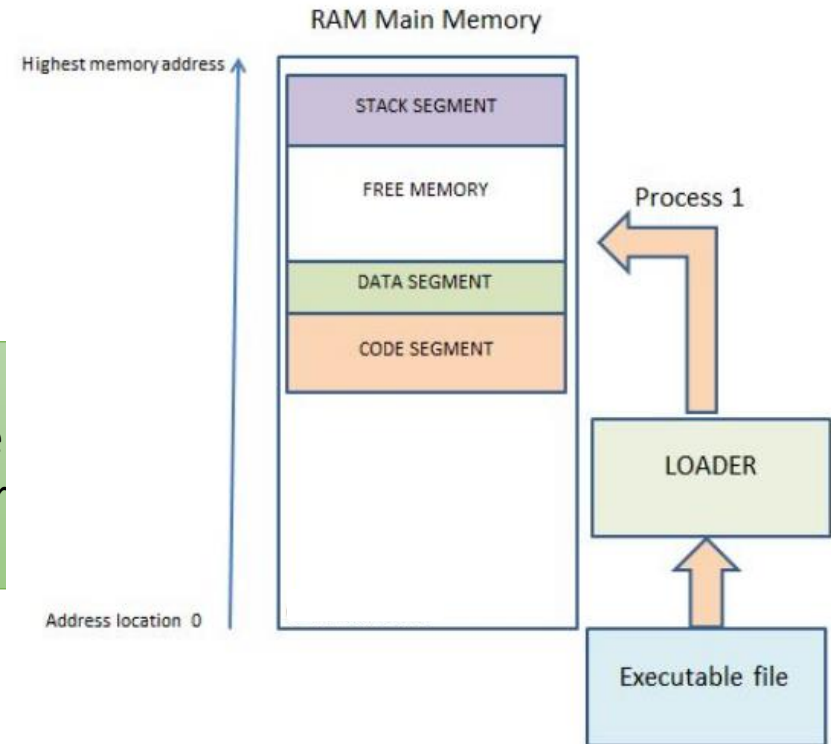 RAM Main Memory
Highest memory address
STACK SEGMENT
FREE MEMORY
Process 1
DATA SEGMENT
CODE SEGMENT
LOADER
Address location 0
Executable file